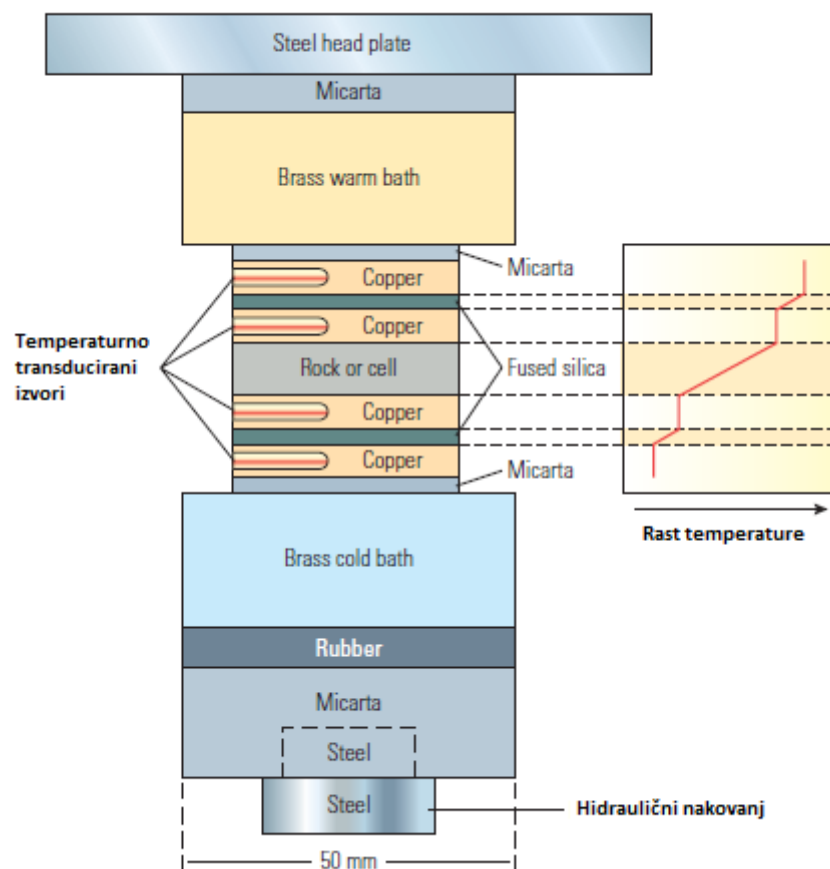 Steel head plate
Micarta
Brass warm bath
Micarta
Copper
Copper
Temperaturno
transducirani
izvori
Rock or cell
Fused silica
Copper
Copper
Micarta
Rast temperature
Brass cold bath
Rubber
Micarta
Steel
Steel
Hidraulični nakovanj
50 mm